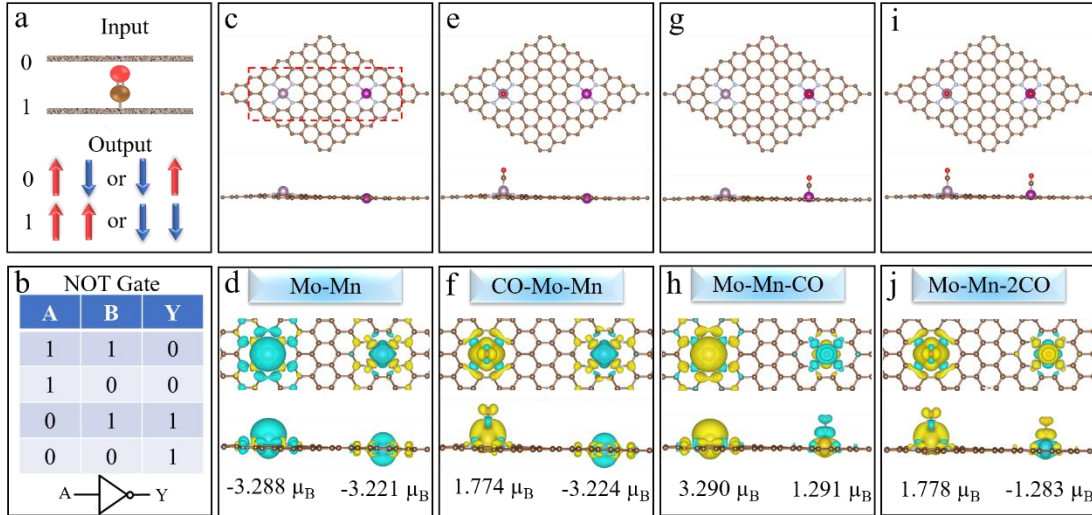 a
Input
0
1
Output
0 or
1 or
b
NOT Gate
A B Y
1 1 0
1 0 0
0 1 1
0 0 1
A Y
c
d
Mo-Mn
-3.288 μB -3.221 μB
e
f
CO-Mo-Mn
1.774 μB -3.224 μB
g
h
Mo-Mn-CO
3.290 μB 1.291 μB
i
j
Mo-Mn-2CO
1.778 μB -1.283 μB